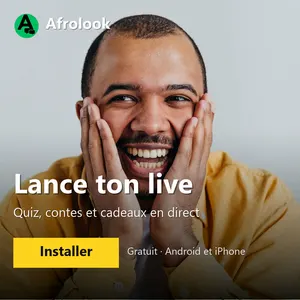 Afrolook
Lance ton live
Quiz, contes et cadeaux en direct
Installer
Gratuit · Android et iPhone